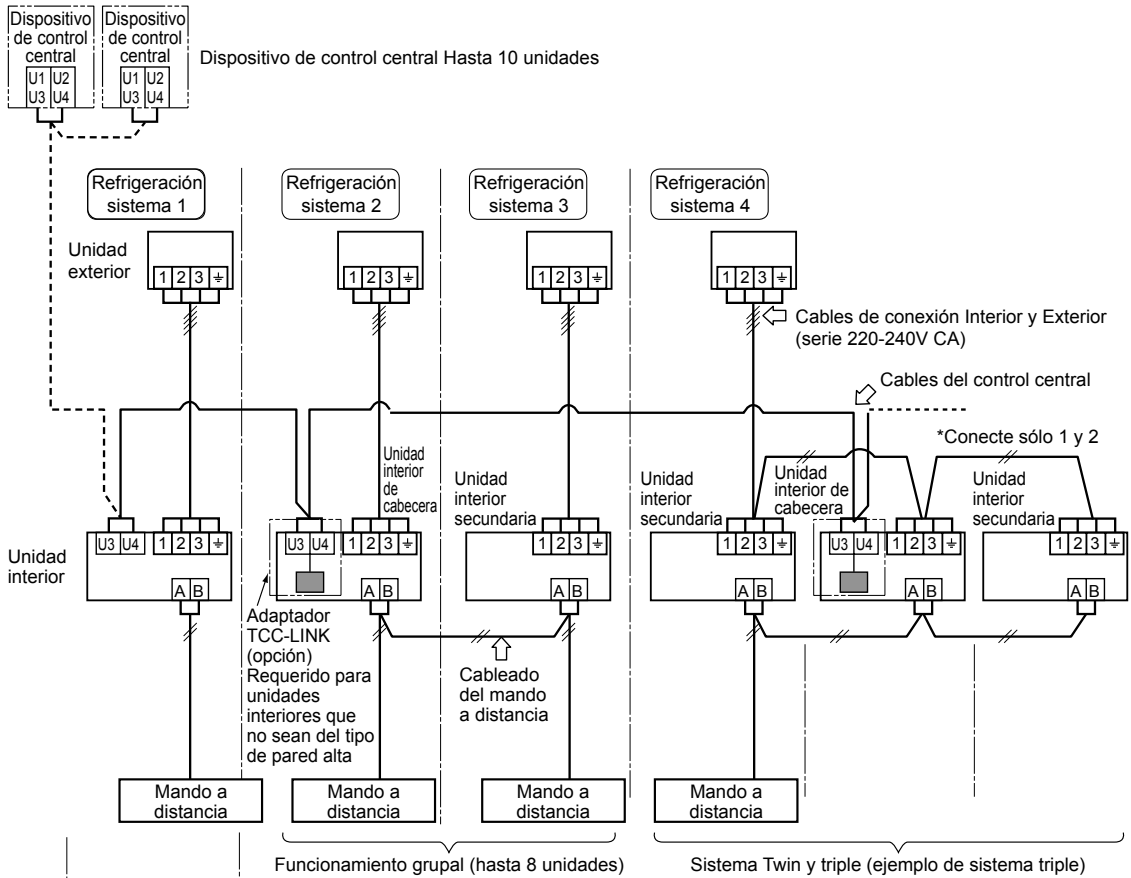 Dispositivo
de control
central
U1 U2
U3 U4
Dispositivo
de control
central
U1 U2
U3 U4
Dispositivo de control central Hasta 10 unidades
Refrigeración
sistema 1
Refrigeración
sistema 2
Refrigeración
sistema 3
Refrigeración
sistema 4
Unidad
exterior
1 2 3 ⏚
1 2 3 ⏚
1 2 3 ⏚
1 2 3 ⏚
Cables de conexión Interior y Exterior
(serie 220-240V CA)
Cables del control central
*Conecte sólo 1 y 2
Unidad
interior
U3 U4 1 2 3 ⏚
A B
Unidad
interior
de
cabecera
U3 U4 1 2 3 ⏚
A B
Unidad
interior
secundaria
1 2 3 ⏚
A B
Unidad
interior
secundaria
1 2 3 ⏚
A B
Unidad
interior de
cabecera
U3 U4 1 2 3 ⏚
A B
Unidad
interior
secundaria
1 2 3 ⏚
A B
Adaptador
TCC-LINK
(opción)
Requerido para
unidades
interiores que
no sean del tipo
de pared alta
Cableado
del mando
a distancia
Mando a
distancia
Mando a
distancia
Mando a
distancia
Mando a
distancia
Funcionamiento grupal (hasta 8 unidades)
Sistema Twin y triple (ejemplo de sistema triple)